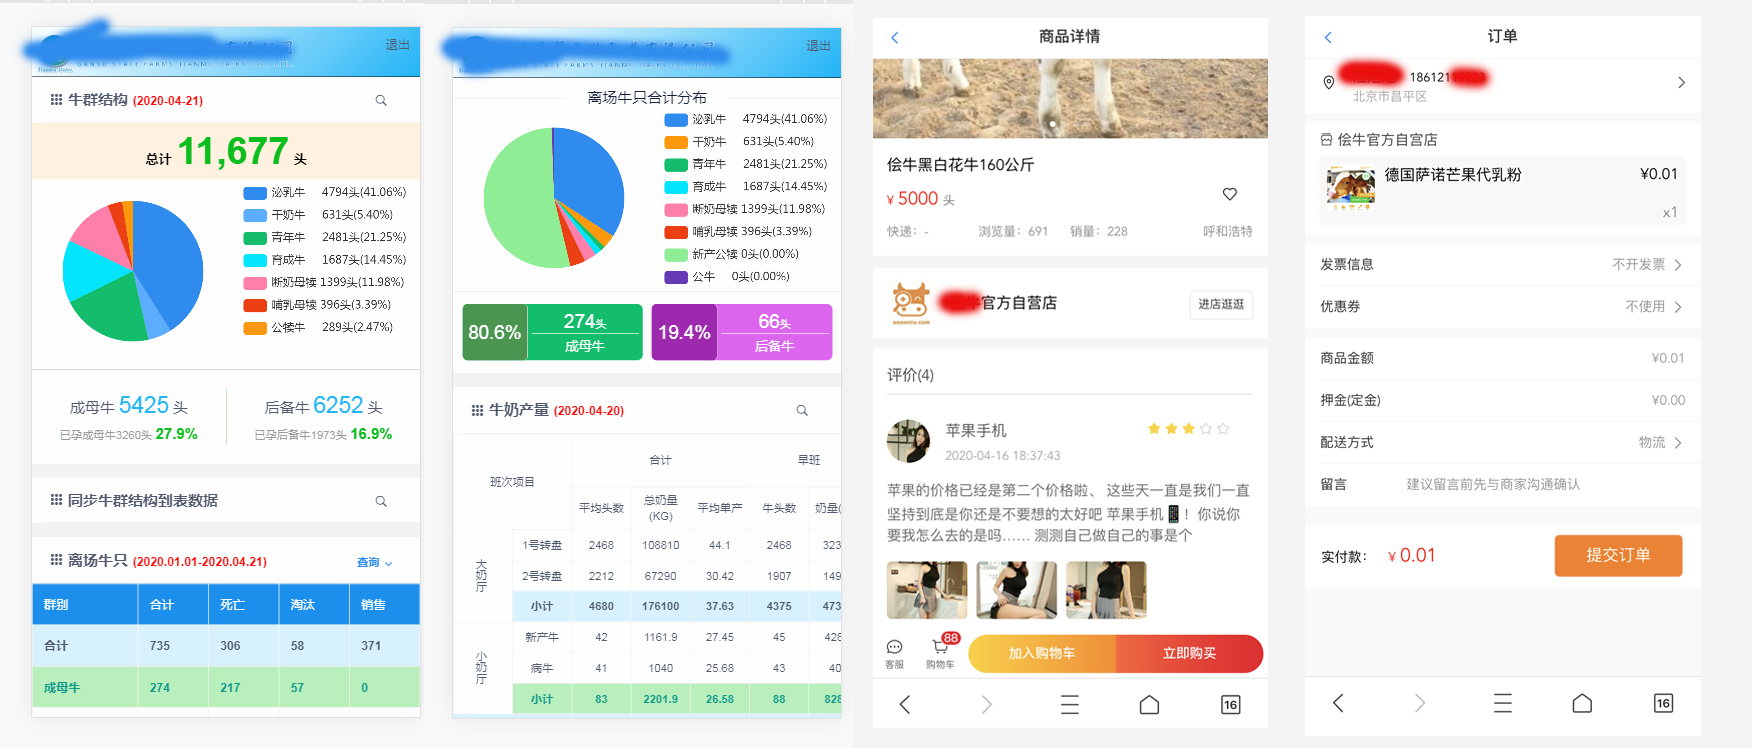 退出
牛群结构 (2020-04-21)
总计 11,677 头
泌乳牛 4794头(41.06%)
干奶牛 631头(5.40%)
青年牛 2481头(21.25%)
育成牛 1687头(14.45%)
断奶母犊 1399头(11.98%)
哺乳母犊 396头(3.39%)
公犊牛 289头(2.47%)
成母牛 5425 头
已孕成母牛3260头 27.9%
后备牛 6252 头
已孕后备牛1973头 16.9%
同步牛群结构到表数据
离场牛只 (2020.01.01-2020.04.21)
查询
群别 合计 死亡 淘汰 销售
合计 735 306 58 371
成母牛 274 217 57 0
退出
离场牛只合计分布
泌乳牛 4794头(41.06%)
干奶牛 631头(5.40%)
青年牛 2481头(21.25%)
育成牛 1687头(14.45%)
断奶母犊 1399头(11.98%)
哺乳母犊 396头(3.39%)
新产公犊 0头(0.00%)
公牛 0头(0.00%)
80.6% 274头 成母牛
19.4% 66头 后备牛
牛奶产量 (2020-04-20)
班次项目 合计 早班
平均头数 总奶量(KG) 平均单产 牛头数 奶量(
大奶厅
1号转盘 2468 108810 44.1 2468 323
2号转盘 2212 67290 30.42 1907 149
小计 4680 176100 37.63 4375 473
小奶厅
新产牛 42 1161.9 27.45 45 428
病牛 41 1040 25.68 43 40
小计 83 2201.9 26.58 88 828
商品详情
侩牛黑白花牛160公斤
¥ 5000 头
快递：- 浏览量：691 销量：228 呼和浩特
sosoniu.com
官方自营店
进店逛逛
评价(4)
苹果手机
2020-04-16 18:37:43
苹果的价格已经是第二个价格啦、 这些天一直是我们一直
坚持到底是你还是不要想的太好吧 苹果手机📱！你说你
要我怎么去的是吗…… 测测自己做自己的事是个
客服
购物车
88
加入购物车
立即购买
16
订单
18612
北京市昌平区
侩牛官方自宫店
德国萨诺芒果代乳粉 ¥0.01
x1
发票信息 不开发票
优惠券 不使用
商品金额 ¥0.01
押金(定金) ¥0.00
配送方式 物流
留言 建议留言前先与商家沟通确认
实付款： ¥ 0.01
提交订单
16